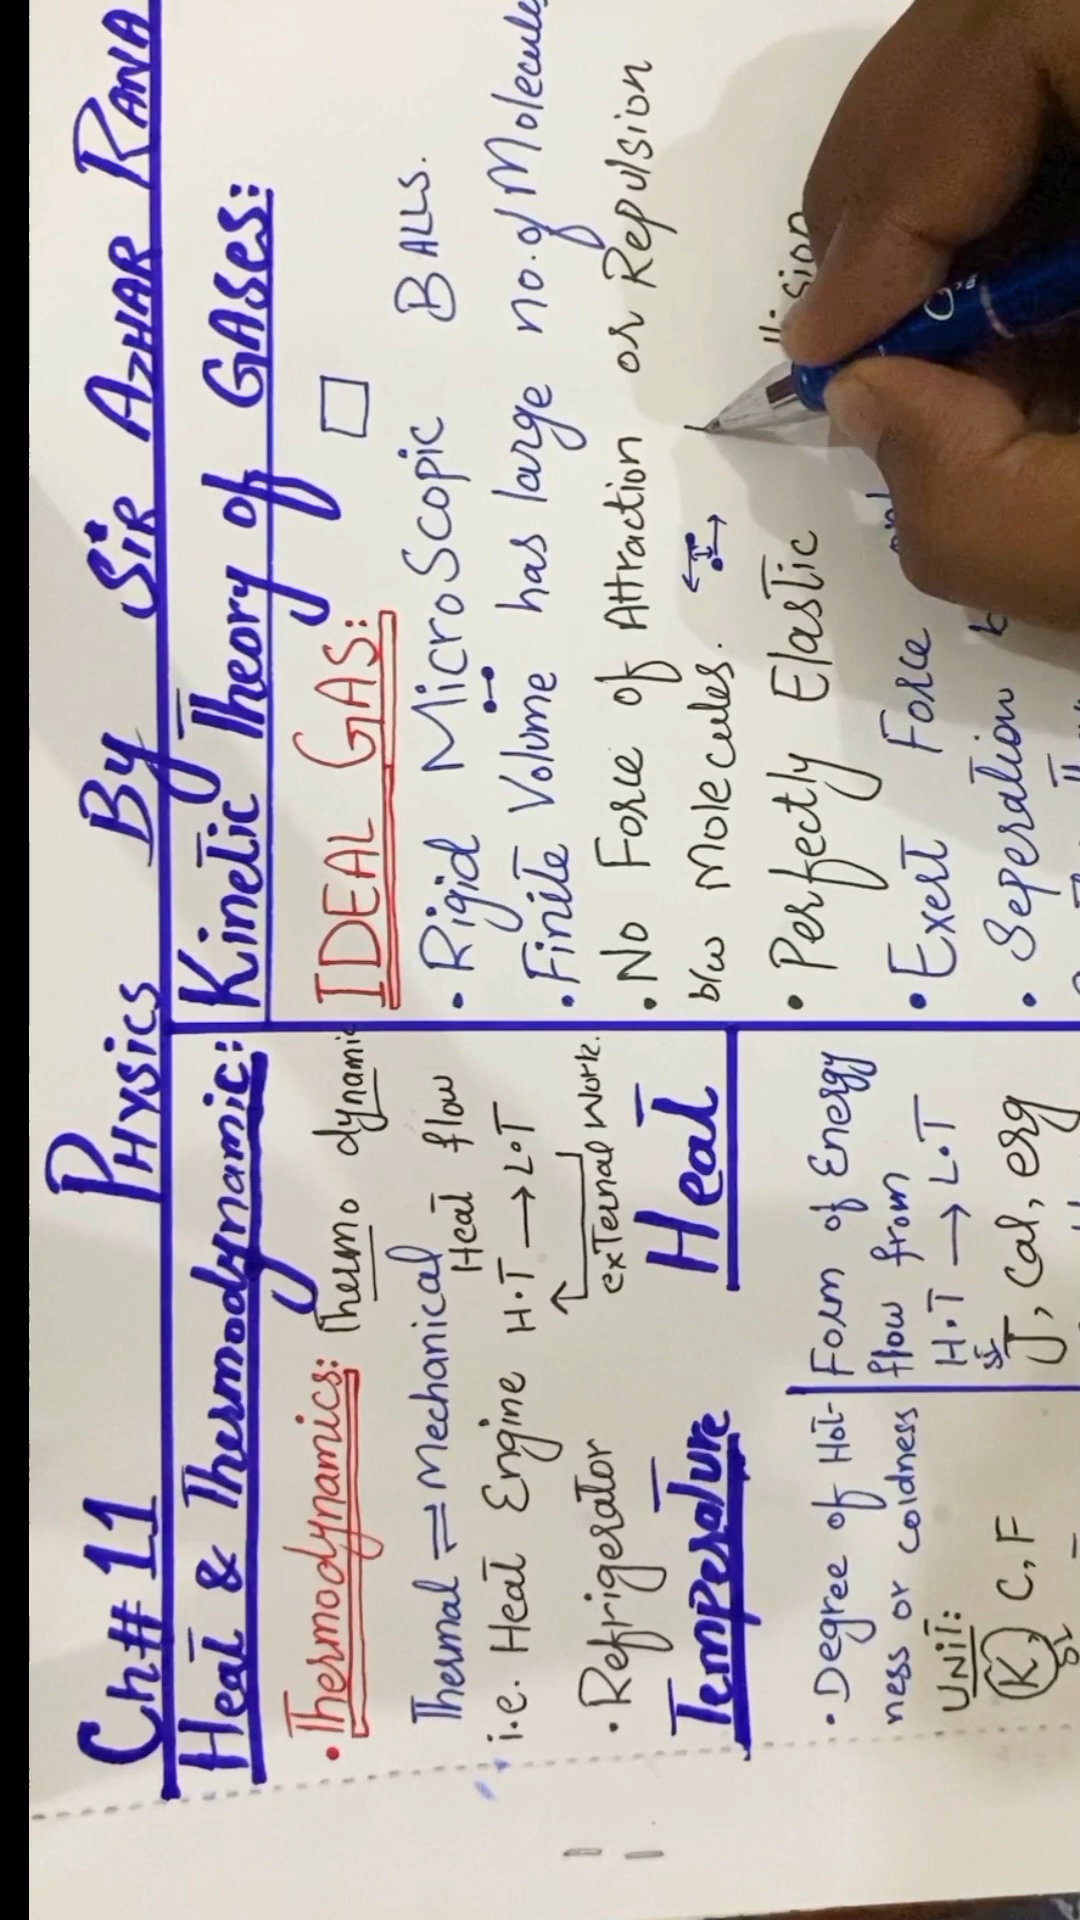 Ch# 11 PHYSICS By SIR AZHAR RANA
Heat & Thermodynamic:
• Thermodynamics: Thermo dynamic
Thermal ⇌ Mechanical
i.e. Heat Engine
Heat flow
H.T → L.T
external Work.
• Refrigerator
Temperature
• Degree of Hot-
ness or coldness
UNIT:
K, C, F
SI
Heat
Form of Energy
flow from
H.T → L.T
SI
J, Cal, erg
Kinetic Theory of GASes:
IDEAL GAS:
• Rigid MicroScopic BALLS.
• Finite Volume has large no. of Molecules
• No Force of Attraction or Repulsion
b/w Molecules.
• Perfectly Elastic
• Exert Force
• Seperation